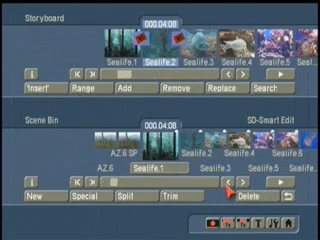 Storyboard
000.04:08
Sealife.1 Sealife.2 Sealife.3 Sealife.4 Sealife.5 Sea
i
'Insert' Range Add Remove Replace Search
Scene Bin 000.04:08 SD-Smart Edit
AZ.6 SP Sealife.2 Sealife.4 Sea
AZ.6 Sealife.1 Sealife.3 Sealife.5 Sealife.6
i
New Special Split Trim Delete
T